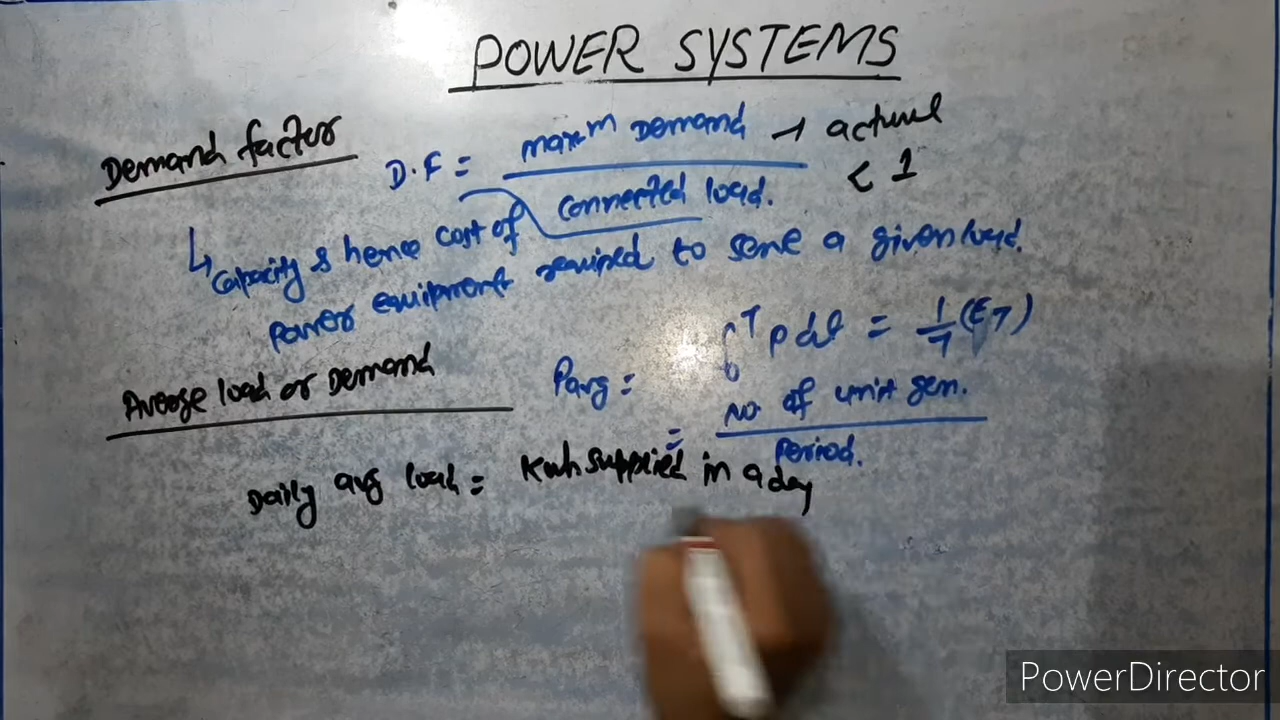 POWER SYSTEMS
Demand factor
D.F = maxm Demand → actual
connected load. < 1
↳ capacity & hence cost of
power equipment required to serve a given load.
Average load or Demand
Pavg = ∫₀ᵀ p dt = 1/T (ET)
= No of unit gen.
Period.
Daily avg load = Kwh supplied in a day
PowerDirector